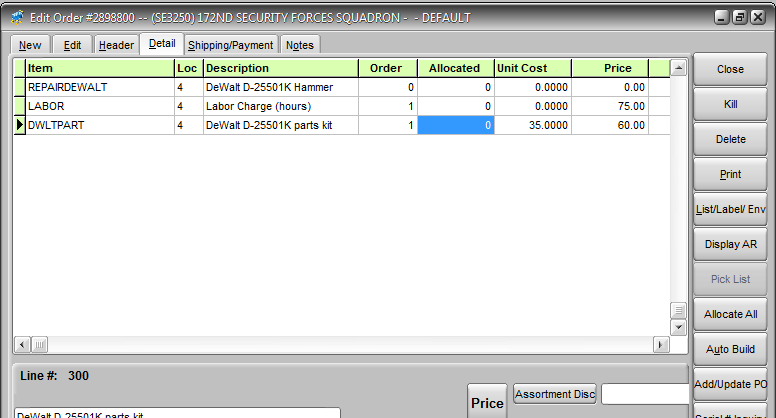 Edit Order #2898800 -- (SE3250) 172ND SECURITY FORCES SQUADRON - - DEFAULT
New Edit Header Detail Shipping/Payment Notes
Item Loc Description Order Allocated Unit Cost Price
REPAIRDEWALT 4 DeWalt D-25501K Hammer 0 0 0.0000 0.00
LABOR 4 Labor Charge (hours) 1 0 0.0000 75.00
DWLTPART 4 DeWalt D-25501K parts kit 1 0 35.0000 60.00
Close
Kill
Delete
Print
List/Label/ Env
Display AR
Pick List
Allocate All
Auto Build
Add/Update PO
Line #: 300
Price
Assortment Disc
DeWalt D-25501K parts kit